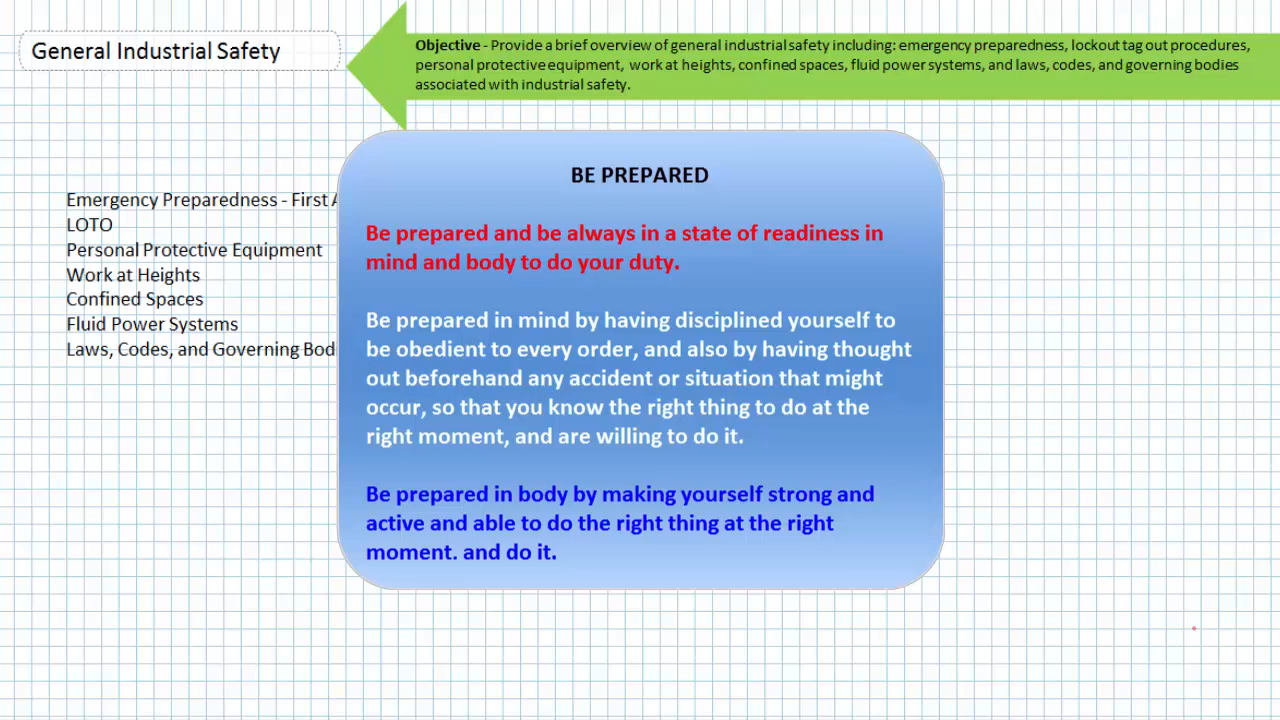 General Industrial Safety
Objective - Provide a brief overview of general industrial safety including: emergency preparedness, lockout tag out procedures,
personal protective equipment, work at heights, confined spaces, fluid power systems, and laws, codes, and governing bodies
associated with industrial safety.
Emergency Preparedness - First
LOTO
Personal Protective Equipment
Work at Heights
Confined Spaces
Fluid Power Systems
Laws, Codes, and Governing
BE PREPARED
Be prepared and be always in a state of readiness in
mind and body to do your duty.
Be prepared in mind by having disciplined yourself to
be obedient to every order, and also by having thought
out beforehand any accident or situation that might
occur, so that you know the right thing to do at the
right moment, and are willing to do it.
Be prepared in body by making yourself strong and
active and able to do the right thing at the right
moment. and do it.